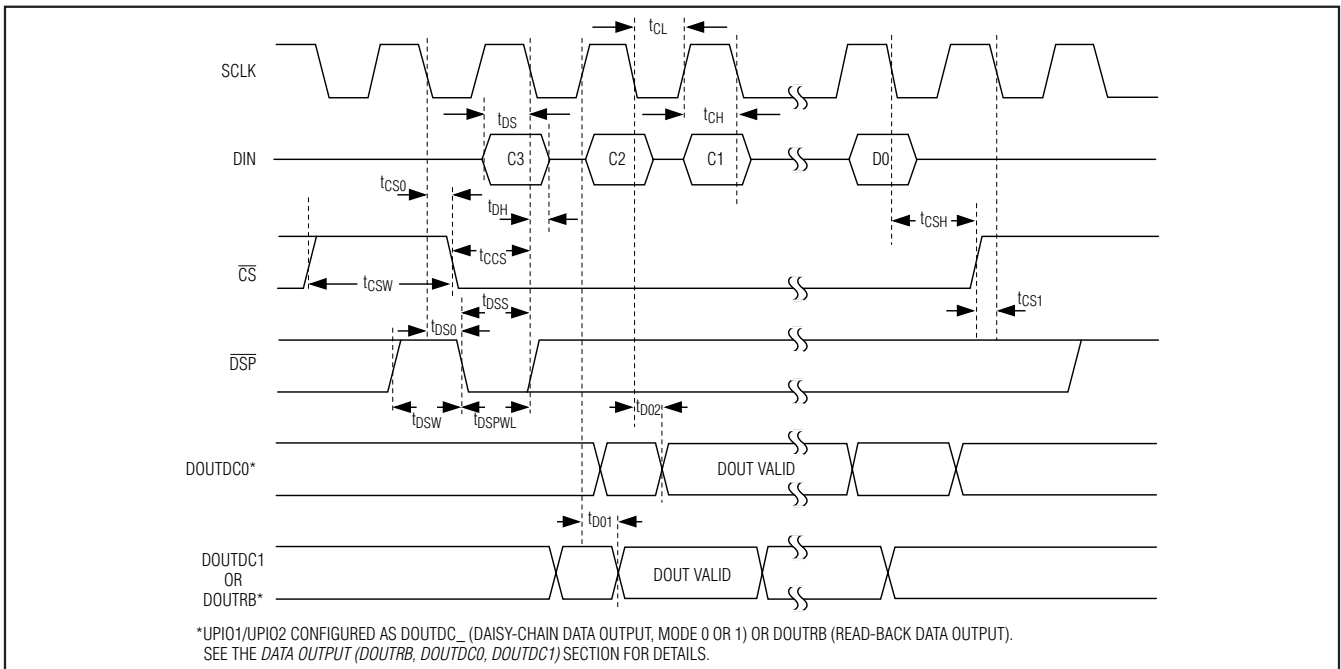 tCL
SCLK
tDS
tCH
DIN
C3
C2
C1
D0
tCS0
tDH
tCSH
tCCS
CS
tCSW
tDSS
tCS1
tDS0
DSP
tD02
tDSW
tDSPWL
DOUTDC0*
DOUT VALID
tD01
DOUTDC1
OR
DOUTRB*
DOUT VALID
*UPIO1/UPIO2 CONFIGURED AS DOUTDC_ (DAISY-CHAIN DATA OUTPUT, MODE 0 OR 1) OR DOUTRB (READ-BACK DATA OUTPUT).
SEE THE DATA OUTPUT (DOUTRB, DOUTDC0, DOUTDC1) SECTION FOR DETAILS.